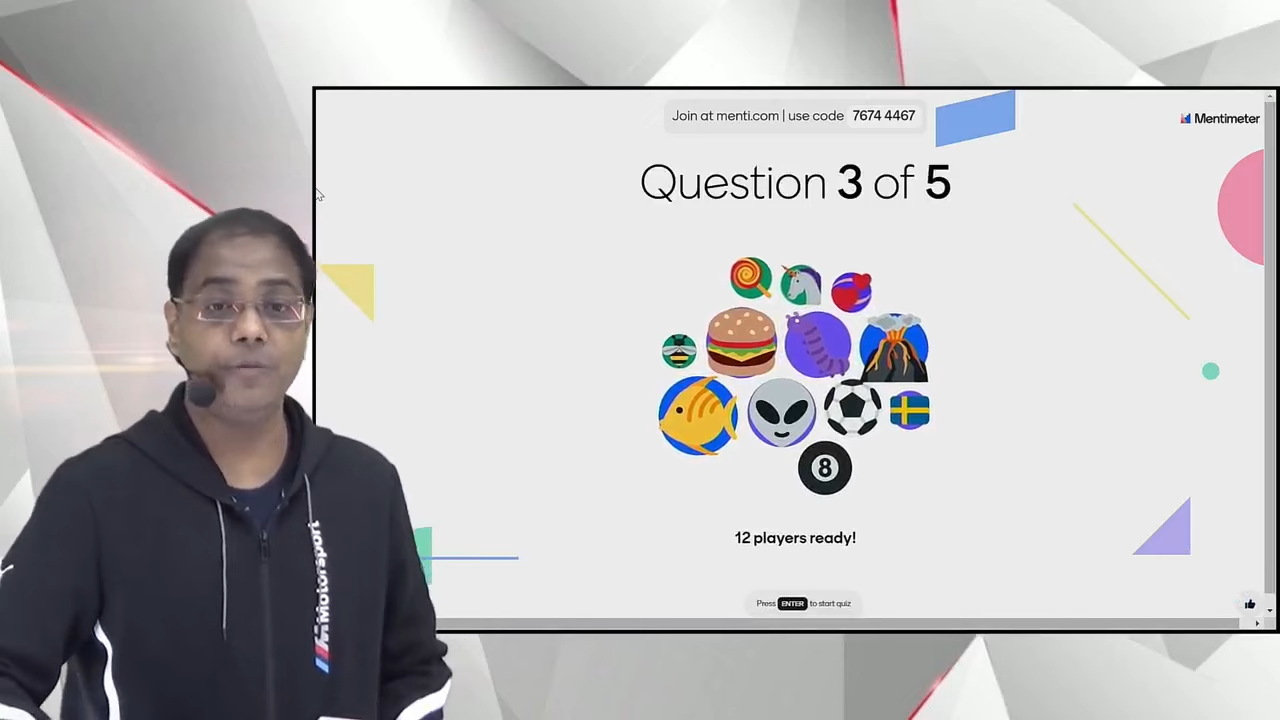 Join at menti.com | use code 7674 4467
Mentimeter
Question 3 of 5
8
12 players ready!
Press ENTER to start quiz
Motorsport